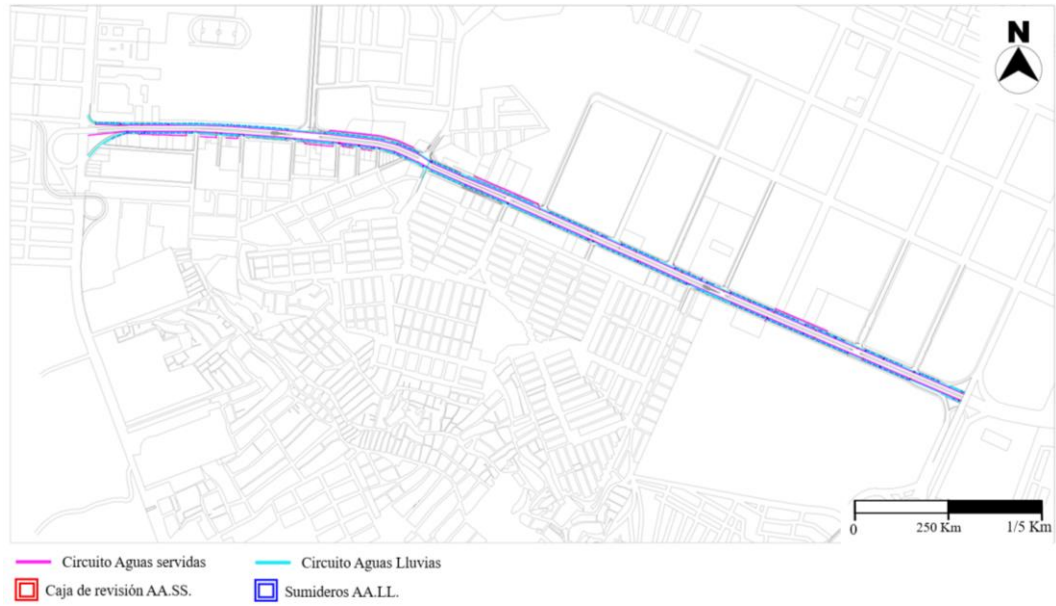 N
0 250 Km 1/5 Km
Circuito Aguas servidas Circuito Aguas Lluvias
Caja de revisión AA.SS. Sumideros AA.LL.